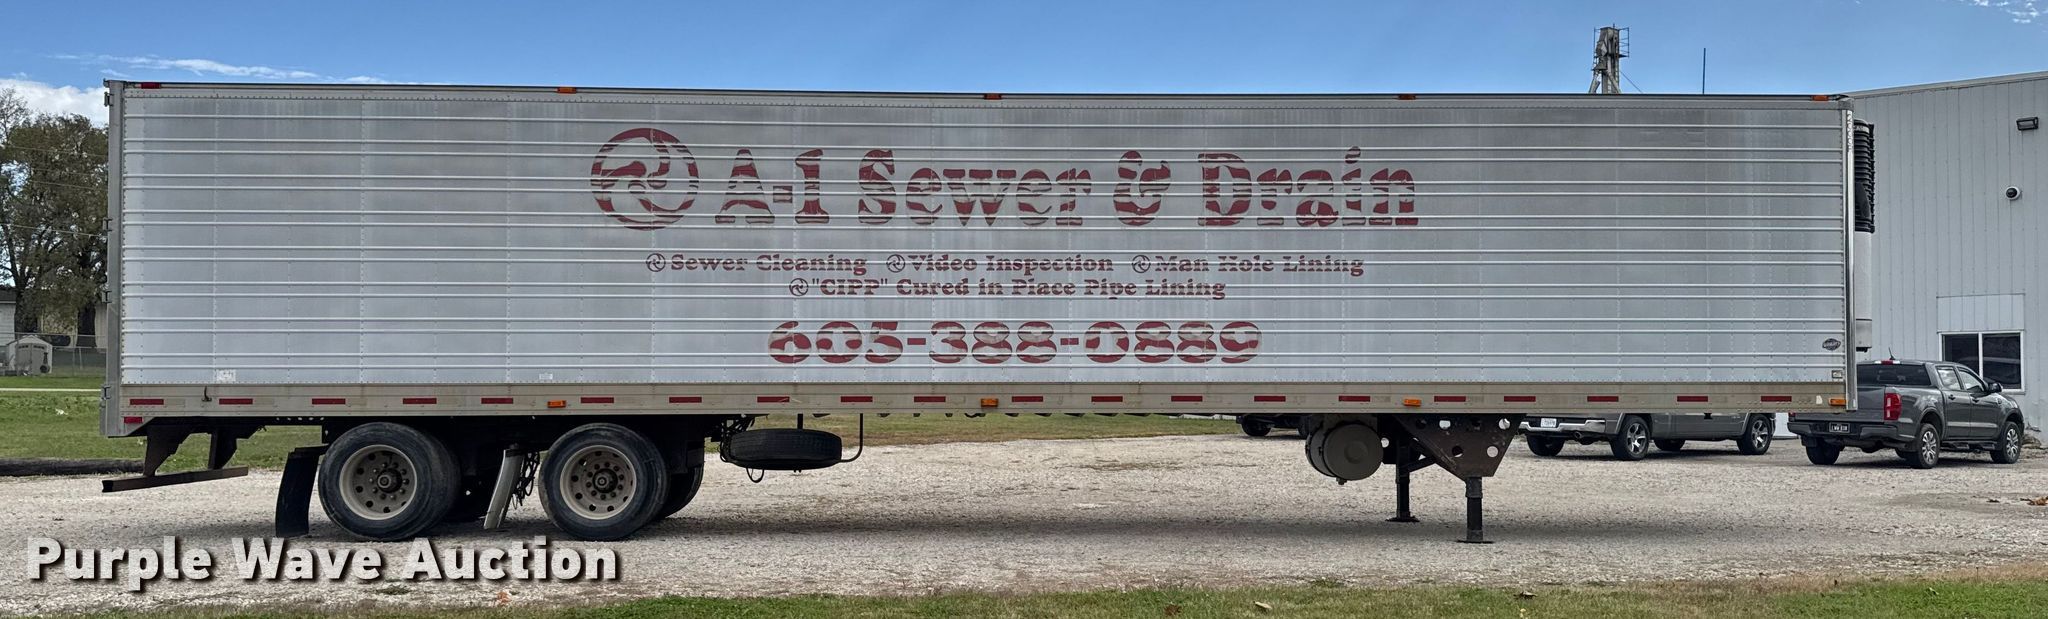 A-1 Sewer & Drain
Sewer Cleaning Video Inspection Man Hole Lining
"CIPP" Cured in Place Pipe Lining
605-388-0889
Purple Wave Auction